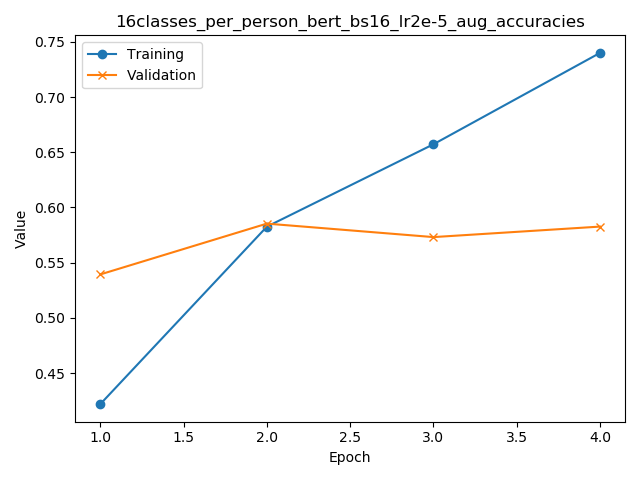 16classes_per_person_bert_bs16_lr2e-5_aug_accuracies
Training
Validation
Value
0.75
0.70
0.65
0.60
0.55
0.50
0.45
1.0 1.5 2.0 2.5 3.0 3.5 4.0
Epoch